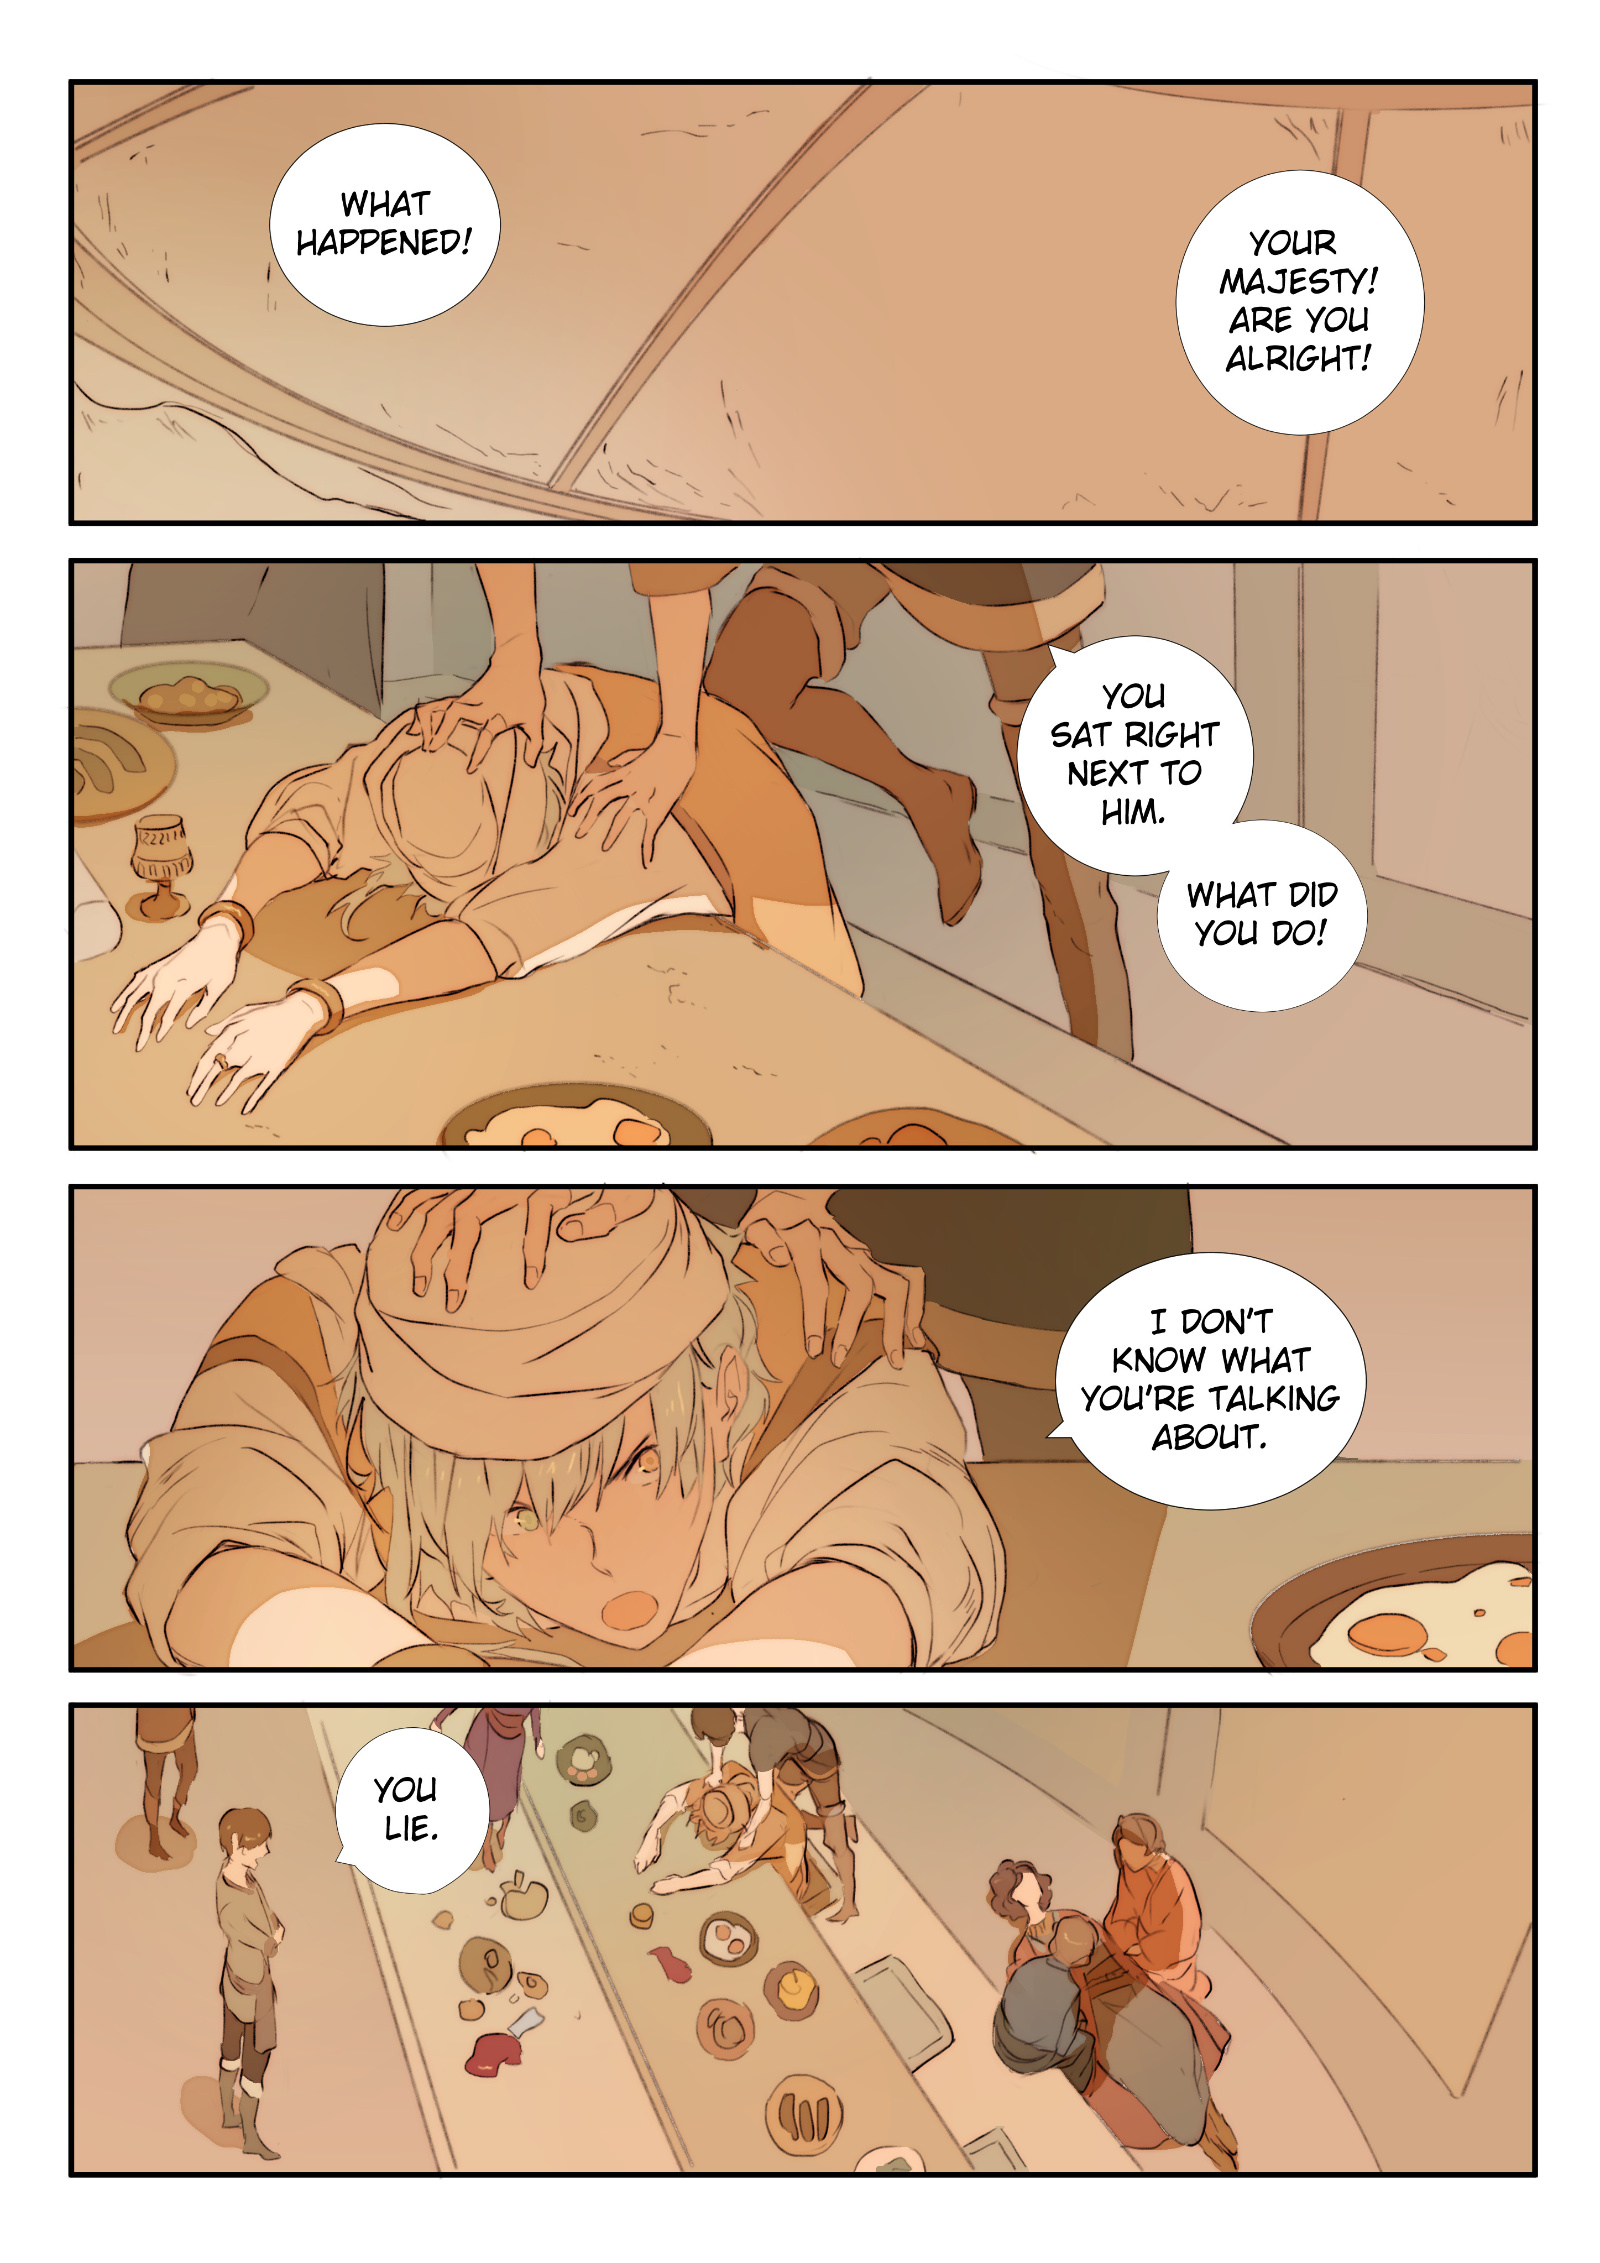 WHAT
HAPPENED!
YOUR
MAJESTY!
ARE YOU
ALRIGHT!
YOU
SAT RIGHT
NEXT TO
HIM.
WHAT DID
YOU DO!
I DON'T
KNOW WHAT
YOU'RE TALKING
ABOUT.
YOU
LIE.